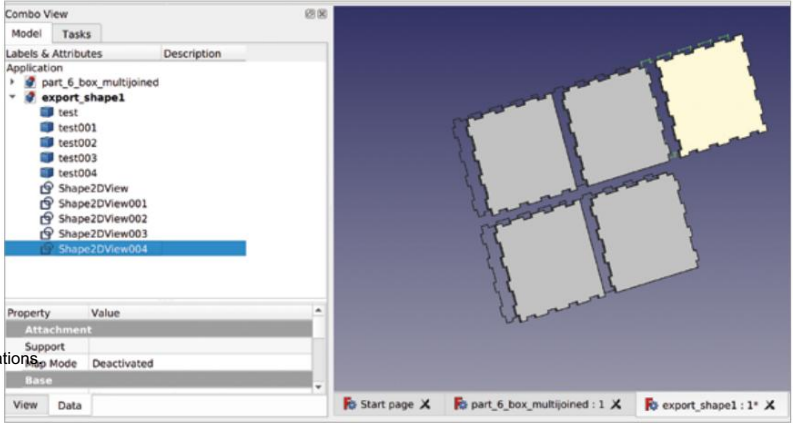 Combo View
Model Tasks
Labels & Attributes Description
Application
part_6_box_multijoined
export_shape1
test
test001
test002
test003
test004
Shape2DView
Shape2DView001
Shape2DView002
Shape2DView003
Shape2DView004
Property Value
Attachment
Support
ations.
Map Mode Deactivated
Base
View Data
Start page
part_6_box_multijoined : 1
export_shape1 : 1*